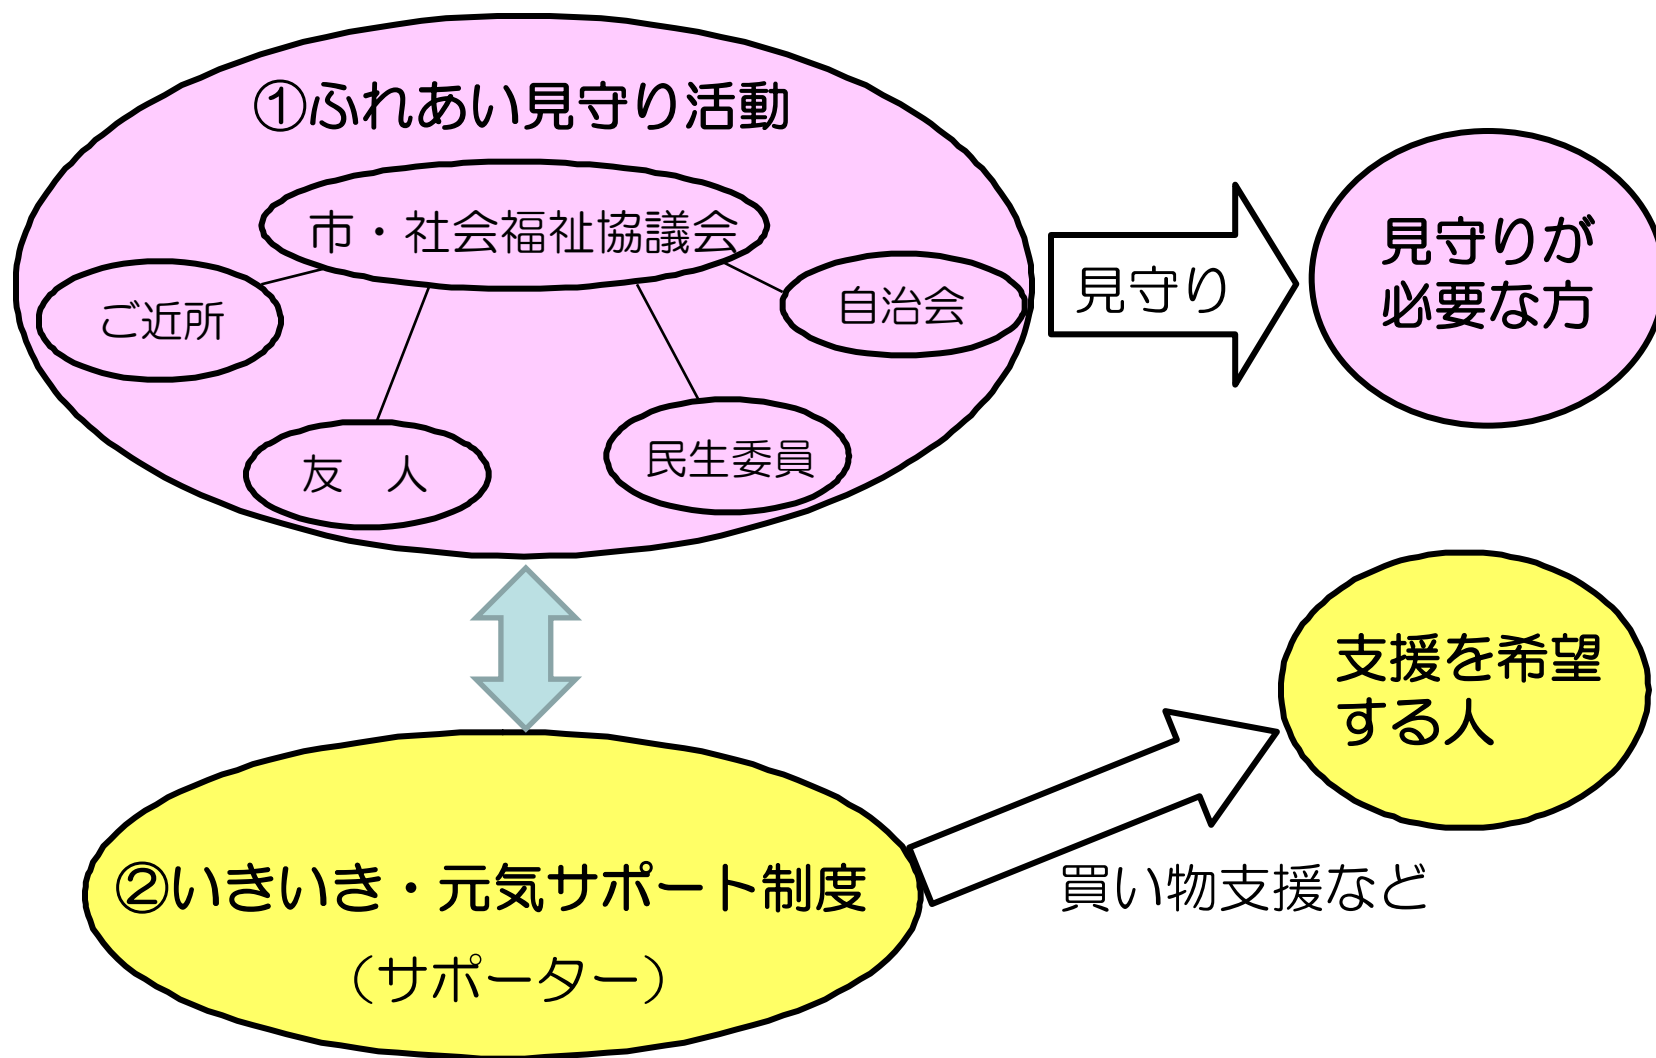 ①ふれあい見守り活動
市・社会福祉協議会
ご近所
自治会
友　人
民生委員
見守り
見守りが
必要な方
支援を希望
する人
②いきいき・元気サポート制度
（サポーター）
買い物支援など